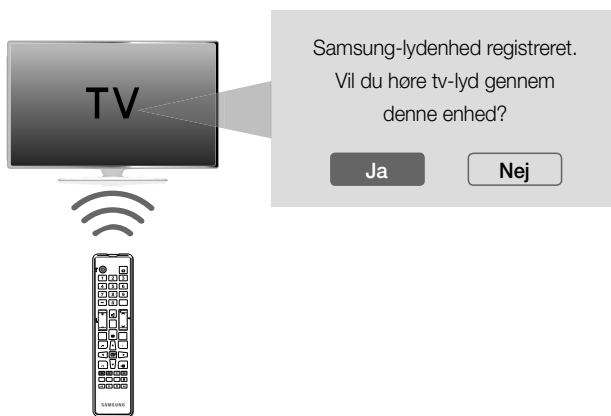 TV
Samsung-lydenhed registreret.
Vil du høre tv-lyd gennem
denne enhed?
Ja
Nej
SAMSUNG